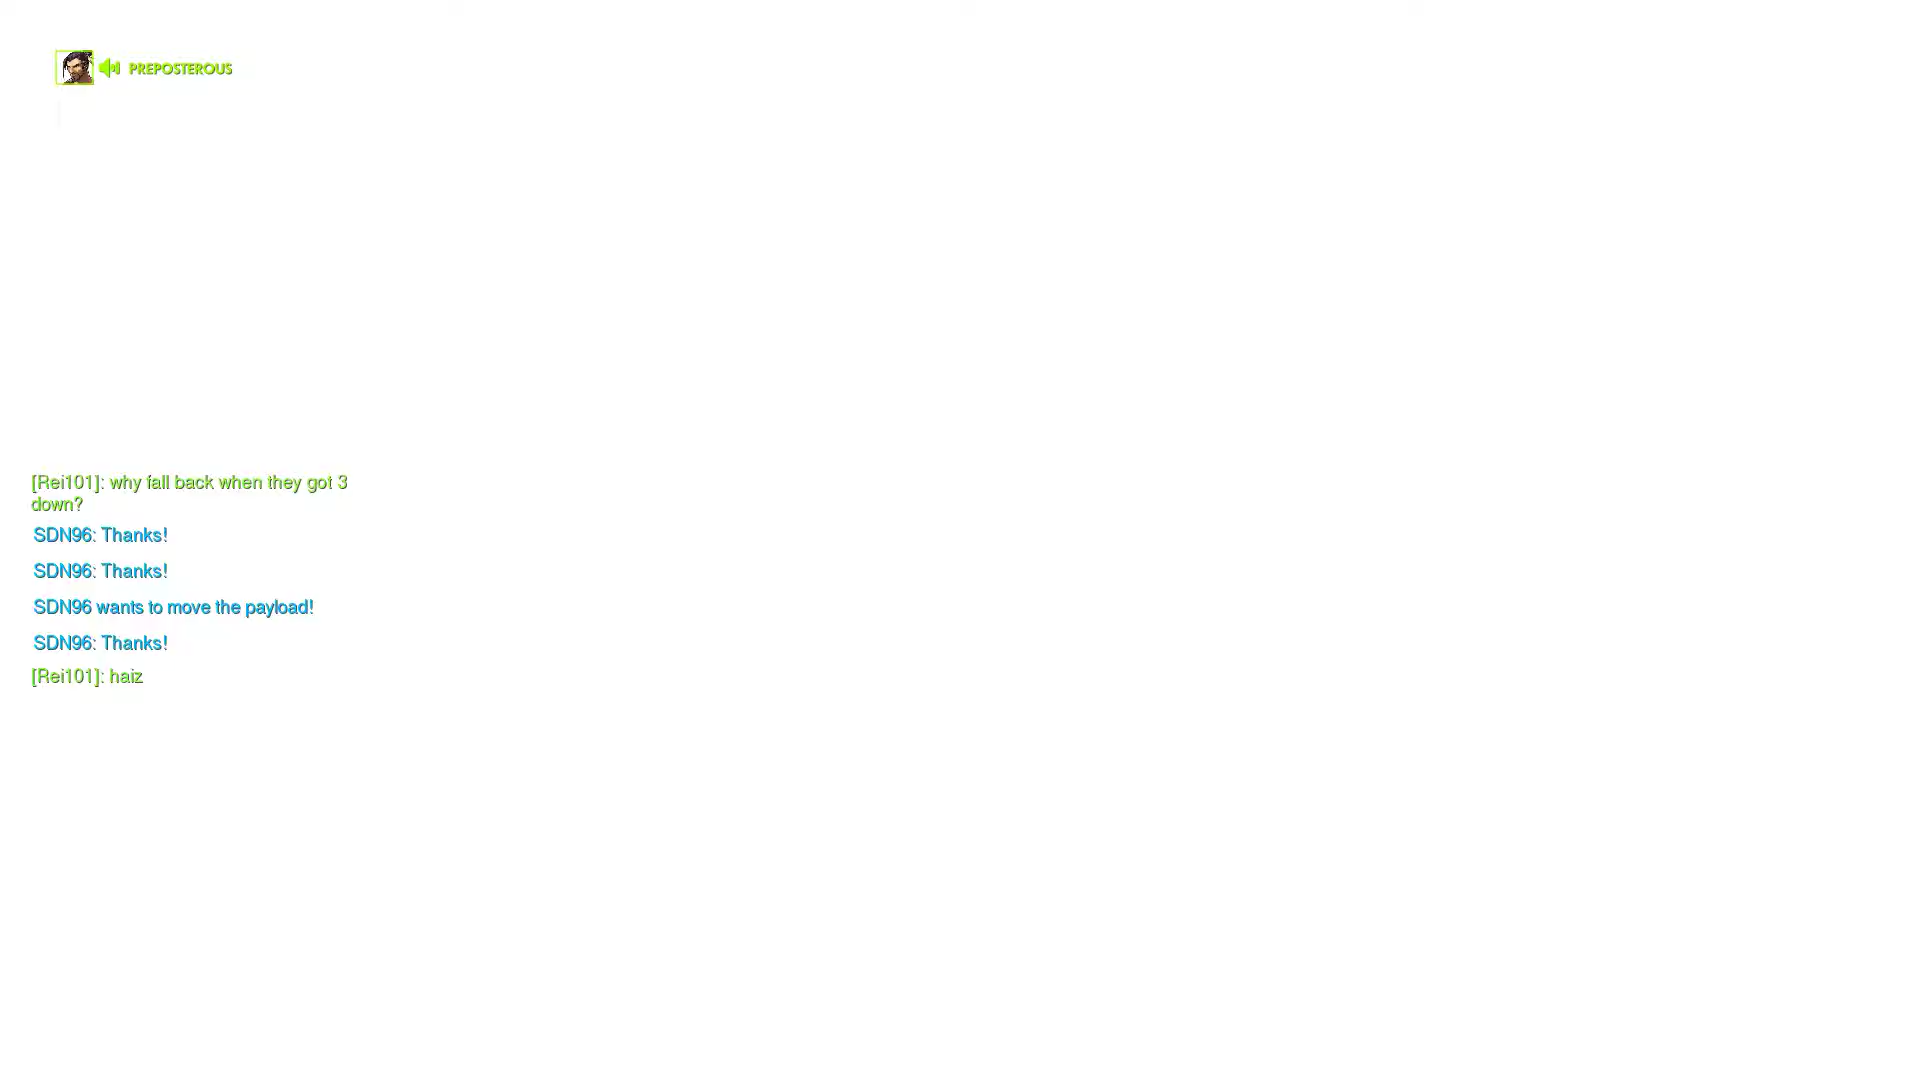 PREPOSTEROUS
[Rei101]: why fall back when they got 3
down?
SDN96: Thanks!
SDN96: Thanks!
SDN96 wants to move the payload!
SDN96: Thanks!
[Rei101]: haiz